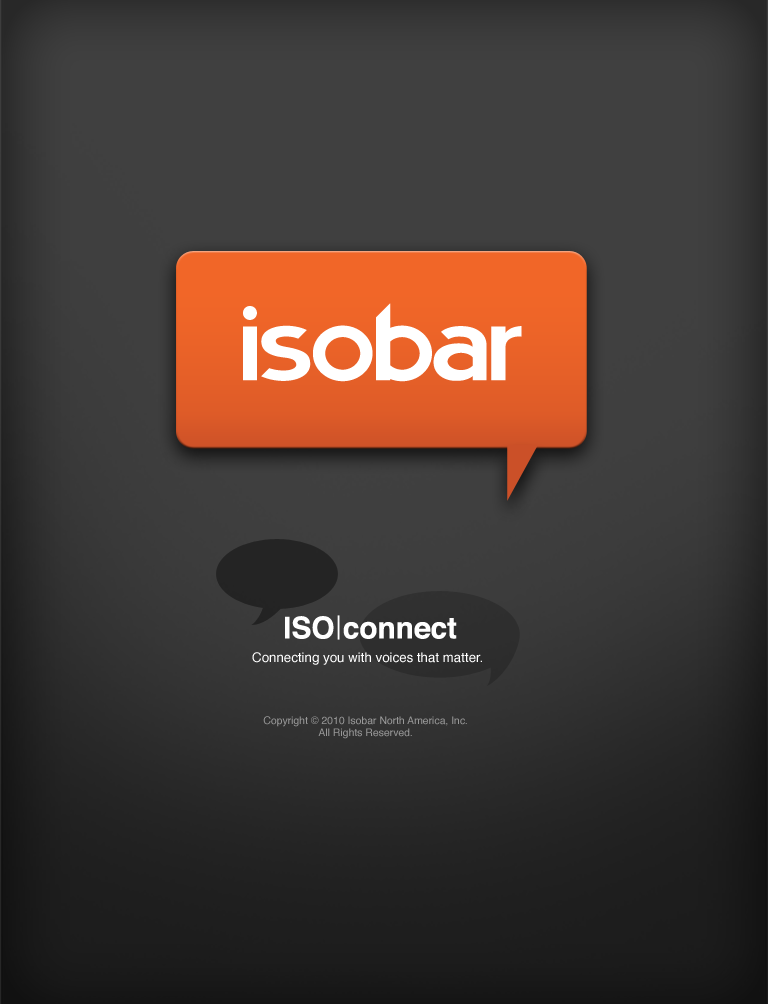 isobar
ISO|connect
Connecting you with voices that matter.
Copyright © 2010 Isobar North America, Inc.
All Rights Reserved.